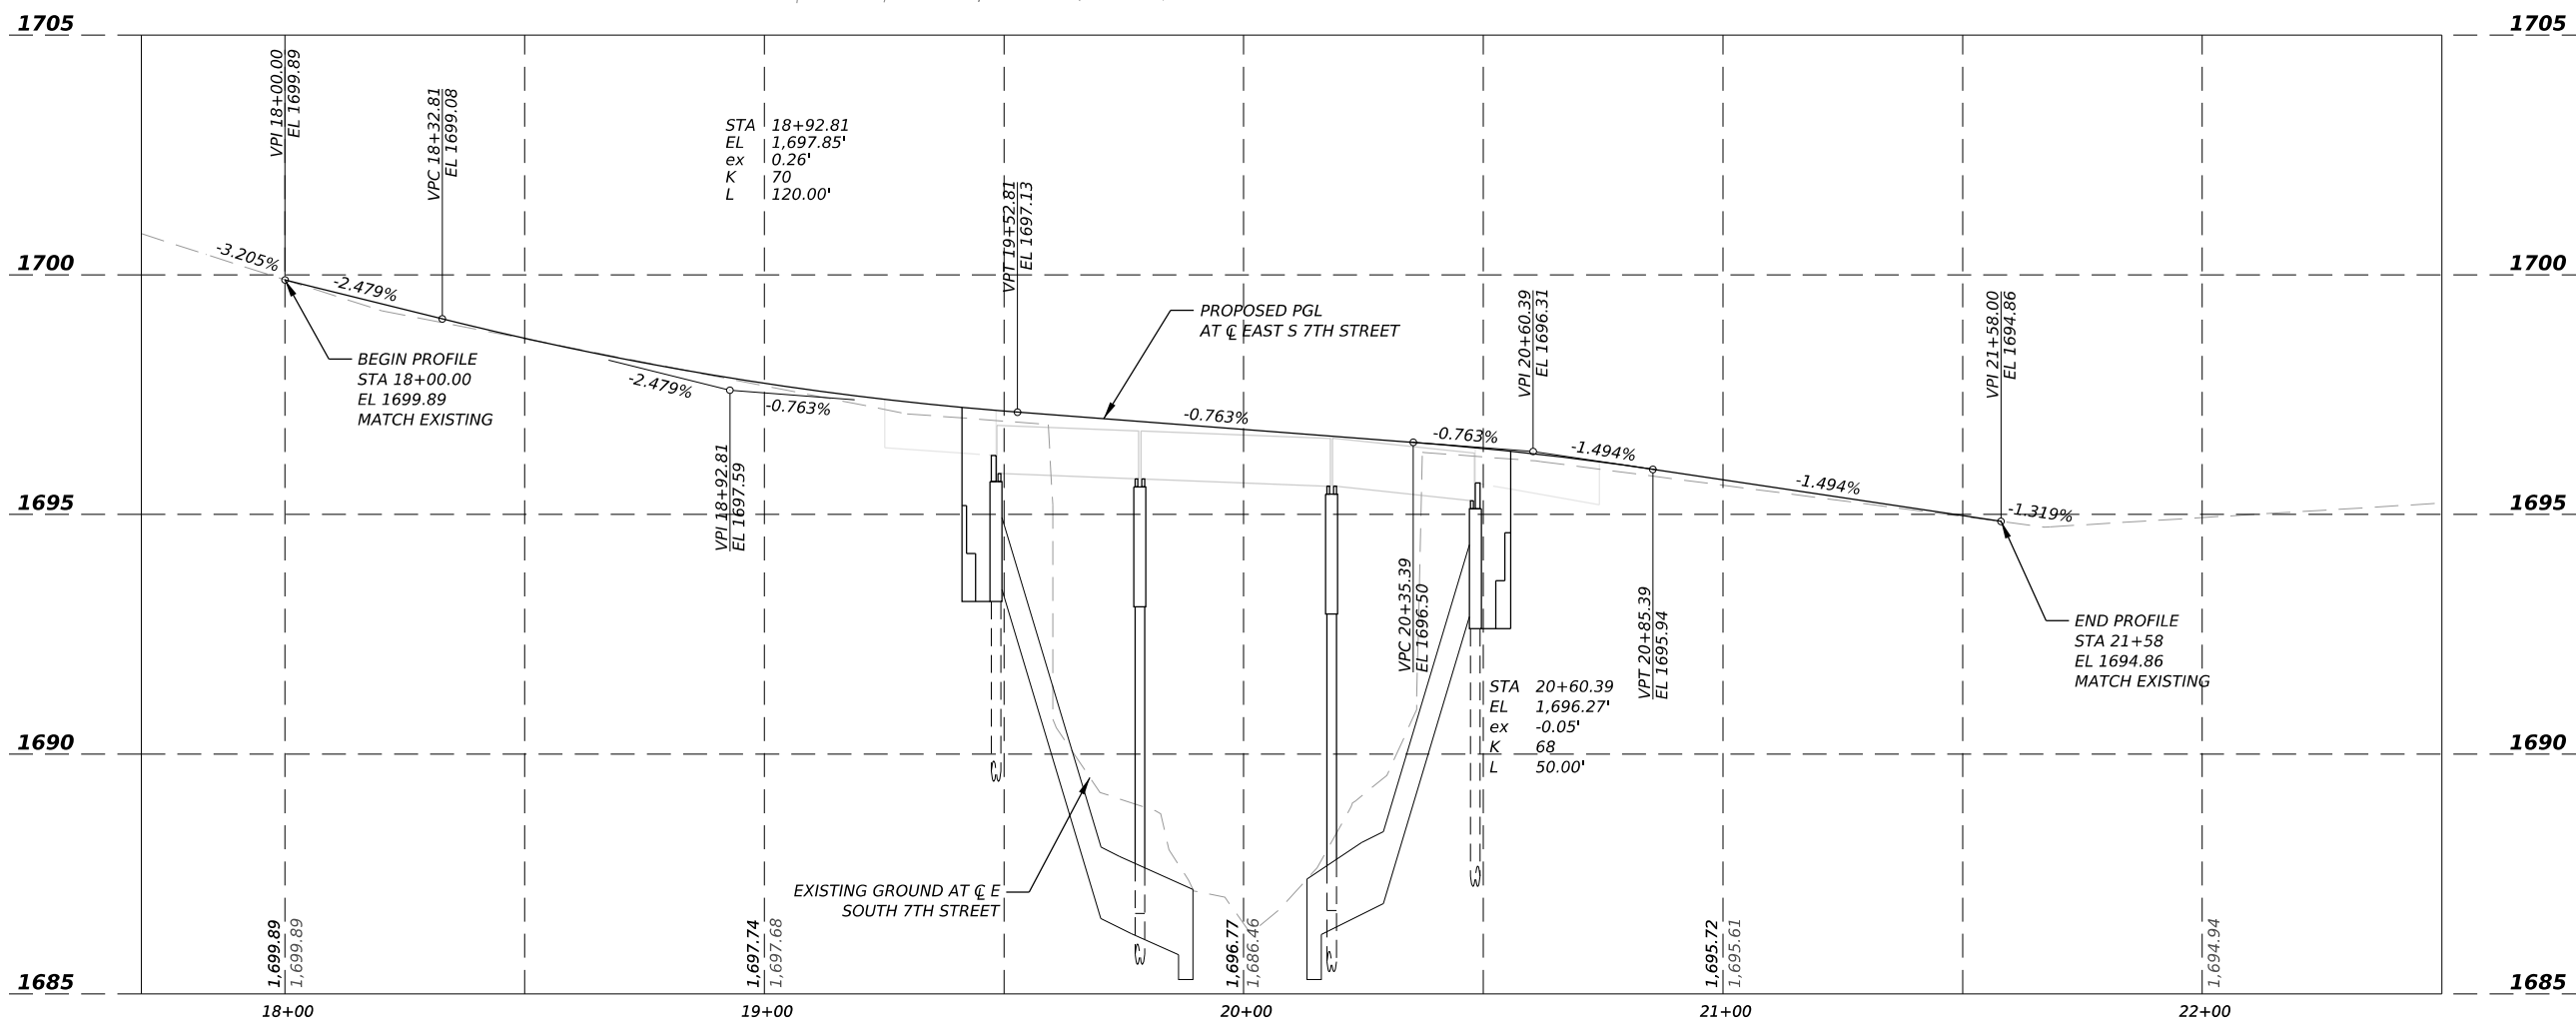 1705
1705
VPI 18+00.00
EL 1699.89
VPC 18+32.81
EL 1699.08
STA 18+92.81
EL 1,697.85'
ex 0.26'
K 70
L 120.00'
VPT 19+52.81
EL 1697.13
1700
1700
-3.205%
-2.479%
PROPOSED PGL
AT ℄ EAST S 7TH STREET
VPI 20+60.39
EL 1696.31
VPI 21+58.00
EL 1694.86
BEGIN PROFILE
STA 18+00.00
EL 1699.89
MATCH EXISTING
-2.479%
-0.763%
-0.763%
-0.763%
-1.494%
-1.494%
-1.319%
VPI 18+92.81
EL 1697.59
1695
1695
VPC 20+35.39
EL 1696.50
VPT 20+85.39
EL 1695.94
END PROFILE
STA 21+58
EL 1694.86
MATCH EXISTING
STA 20+60.39
EL 1,696.27'
ex -0.05'
K 68
L 50.00'
1690
1690
EXISTING GROUND AT ℄ E
SOUTH 7TH STREET
1,699.89
1,699.89
1,697.74
1,697.68
1,696.77
1,686.46
1,695.72
1,695.61
1,694.94
1685
1685
18+00
19+00
20+00
21+00
22+00